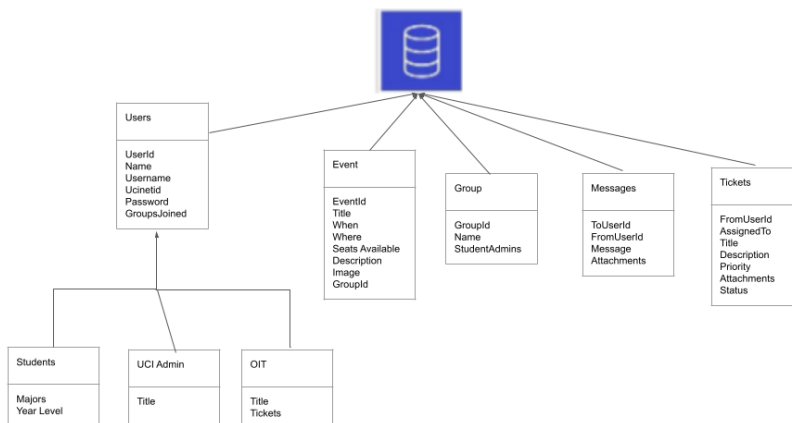 Users
UserId
Name
Username
Ucinetid
Password
GroupsJoined
Event
EventId
Title
When
Where
Seats Available
Description
Image
GroupId
Group
GroupId
Name
StudentAdmins
Messages
ToUserId
FromUserId
Message
Attachments
Tickets
FromUserId
AssignedTo
Title
Description
Priority
Attachments
Status
Students
Majors
Year Level
UCI Admin
Title
OIT
Title
Tickets